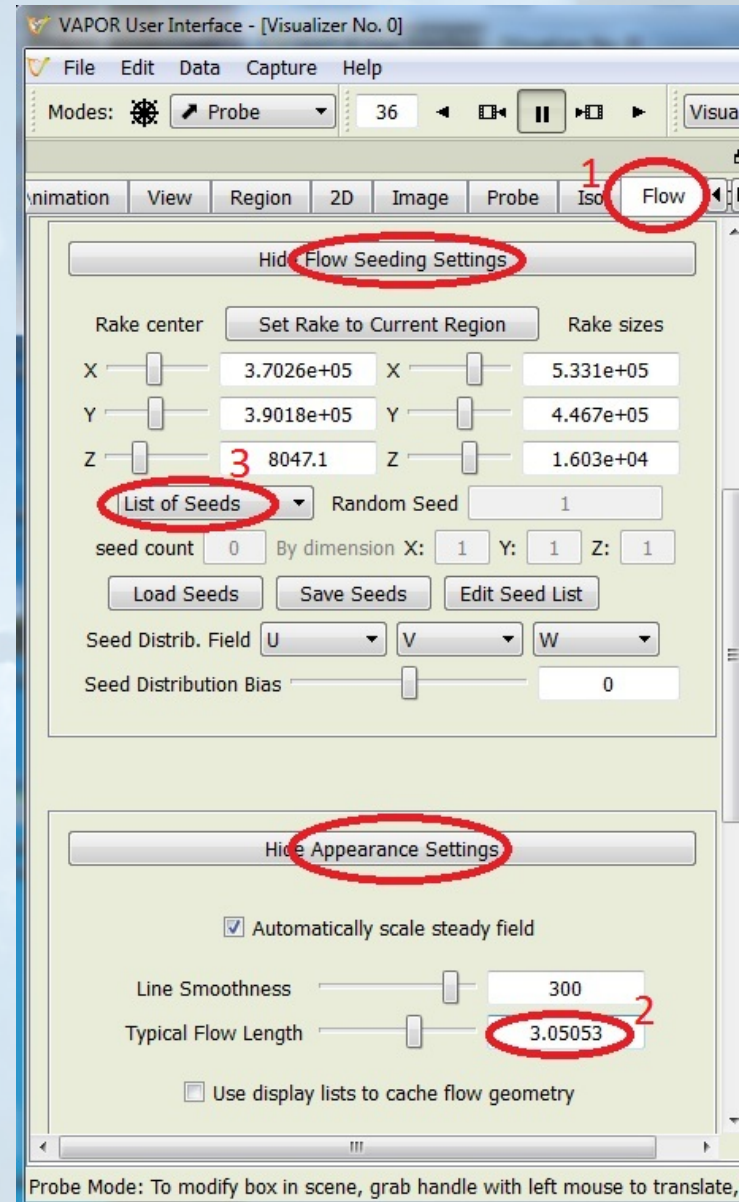 VAPOR User Interface - [Visualizer No. 0]
File Edit Data Capture Help
Modes: Probe 36 Visua
1
nimation View Region 2D Image Probe Iso Flow
Hide Flow Seeding Settings
Rake center Set Rake to Current Region Rake sizes
X 3.7026e+05 X 5.331e+05
Y 3.9018e+05 Y 4.467e+05
Z 8047.1 Z 1.603e+04
3
List of Seeds Random Seed 1
seed count 0 By dimension X: 1 Y: 1 Z: 1
Load Seeds Save Seeds Edit Seed List
Seed Distrib. Field U V W
Seed Distribution Bias 0
Hide Appearance Settings
Automatically scale steady field
Line Smoothness 300
2
Typical Flow Length 3.05053
Use display lists to cache flow geometry
Probe Mode: To modify box in scene, grab handle with left mouse to translate,